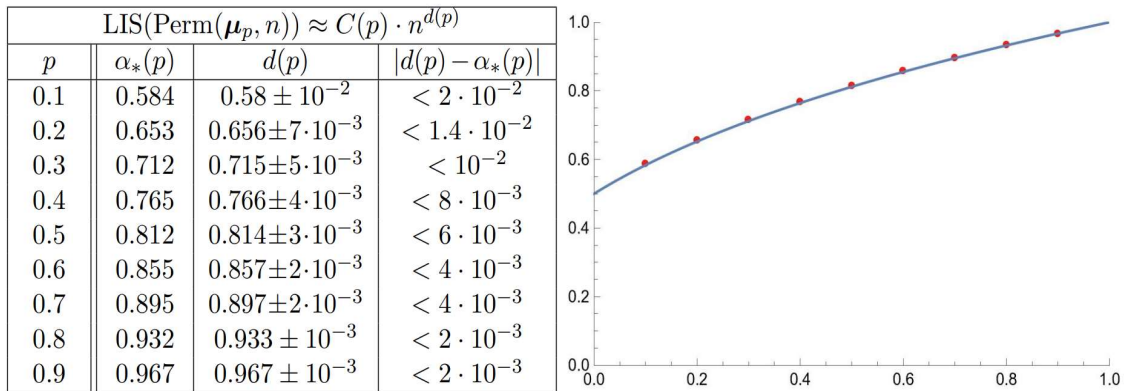 LIS(Perm(μ_p, n)) ≈ C(p) · n^{d(p)}
p α_*(p) d(p) |d(p) − α_*(p)|
0.1 0.584 0.58 ± 10^{−2} < 2 · 10^{−2}
0.2 0.653 0.656±7·10^{−3} < 1.4 · 10^{−2}
0.3 0.712 0.715±5·10^{−3} < 10^{−2}
0.4 0.765 0.766±4·10^{−3} < 8 · 10^{−3}
0.5 0.812 0.814±3·10^{−3} < 6 · 10^{−3}
0.6 0.855 0.857±2·10^{−3} < 4 · 10^{−3}
0.7 0.895 0.897±2·10^{−3} < 4 · 10^{−3}
0.8 0.932 0.933 ± 10^{−3} < 2 · 10^{−3}
0.9 0.967 0.967 ± 10^{−3} < 2 · 10^{−3}
1.0
0.8
0.6
0.4
0.2
0.0
0.0 0.2 0.4 0.6 0.8 1.0